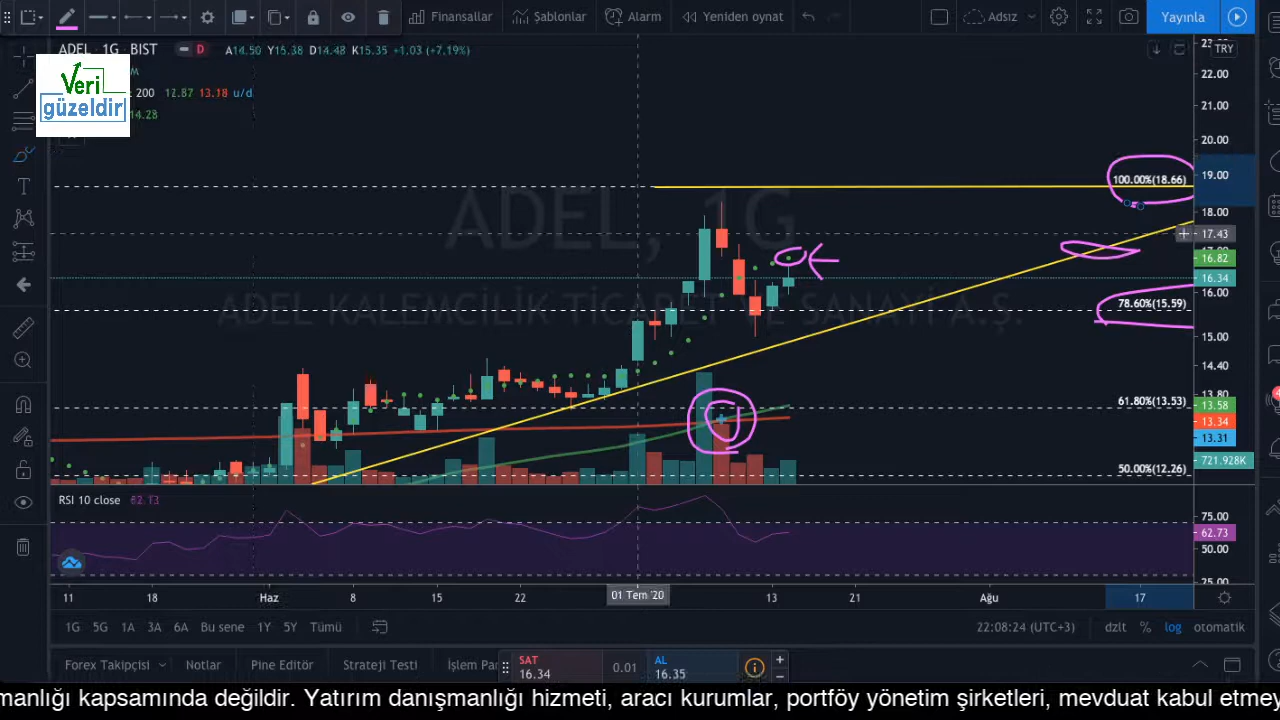 Finansallar Şablonlar Alarm Yeniden oynat Adsız Yayınla
ADEL 1G BIST D A14.50 Y15.38 D14.48 K15.35 +1.03 (+7.19%) TRY
Veri
güzeldir
200 12.87 13.18 u/d
14.28
22.00
21.00
20.00
19.00
100.00%(18.66)
18.00
17.43
16.82
16.34
16.00
78.60%(15.59)
15.00
14.40
13.80
61.80%(13.53)
13.58
13.34
13.31
721.928K
50.00%(12.26)
ADEL, 1G
ADEL KALEMCİLİK TİCARET VE SANAYİ A.Ş.
RSI 10 close 82.13
75.00
62.73
50.00
25.00
11 18 Haz 8 15 22 01 Tem '20 13 21 Ağu 17
1G 5G 1A 3A 6A Bu sene 1Y 5Y Tümü 22:08:24 (UTC+3) dzlt % log otomatik
Forex Takipçisi Notlar Pine Editör Strateji Testi İşlem
SAT 16.34 0.01 AL 16.35
kapsamında değildir. Yatırım danışmanlığı hizmeti, aracı kurumlar, portföy yönetim şirketleri, mevduat kabul